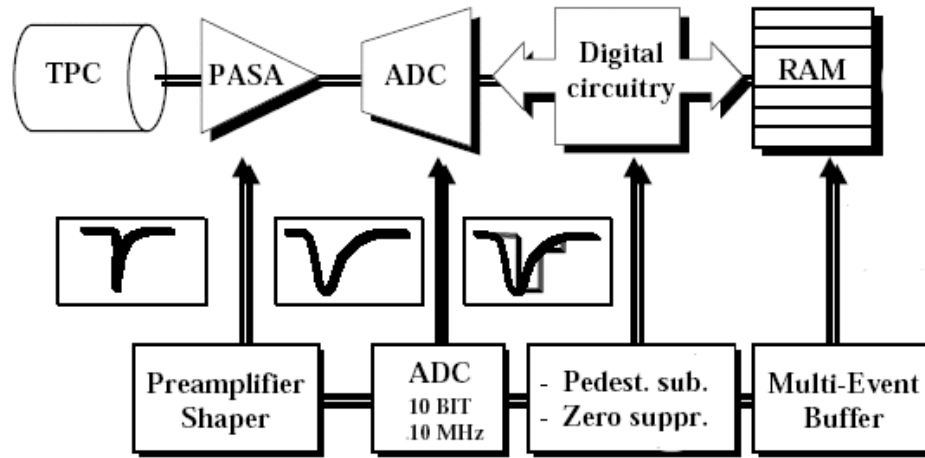 TPC
PASA
ADC
Digital
circuitry
RAM
Preamplifier
Shaper
ADC
10 BIT
.10 MHz
- Pedest. sub.
- Zero suppr.
Multi-Event
Buffer